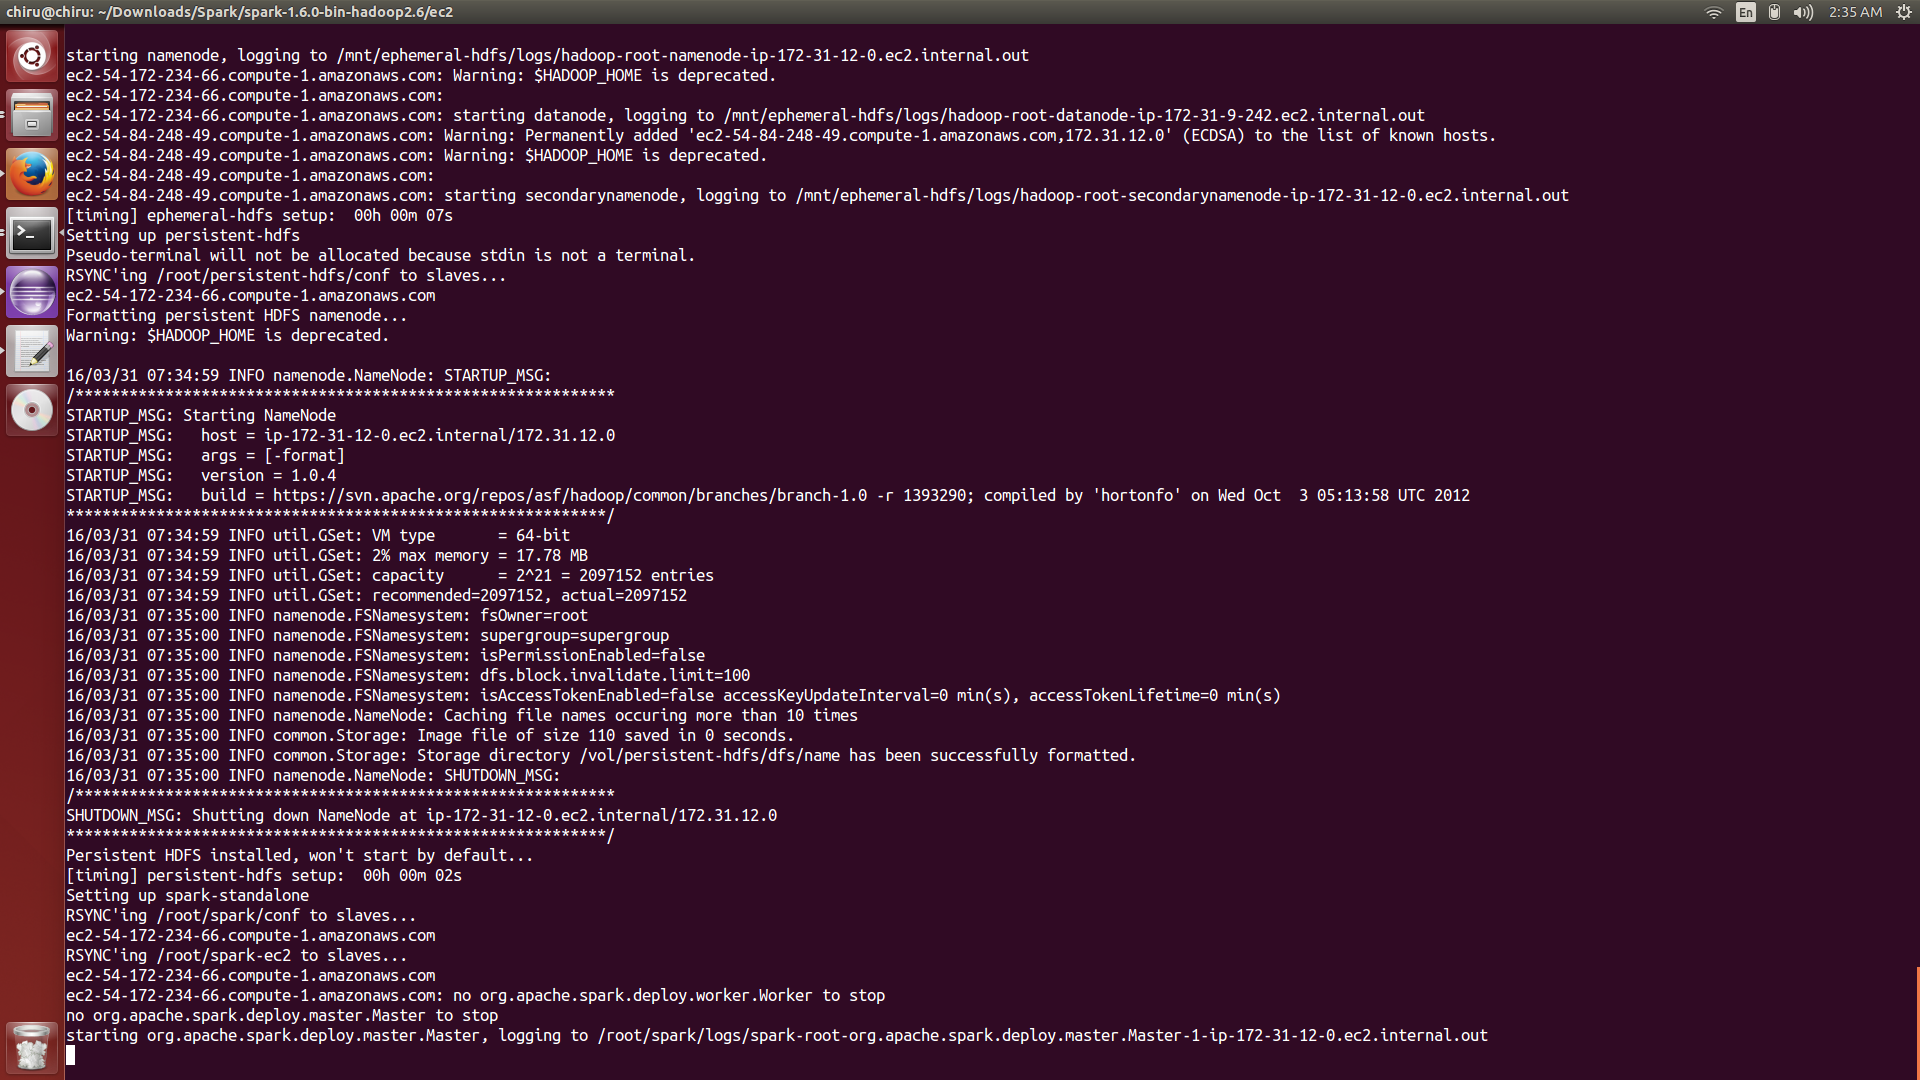 chiru@chiru: ~/Downloads/Spark/spark-1.6.0-bin-hadoop2.6/ec2
En
2:35 AM
starting namenode, logging to /mnt/ephemeral-hdfs/logs/hadoop-root-namenode-ip-172-31-12-0.ec2.internal.out
ec2-54-172-234-66.compute-1.amazonaws.com: Warning: $HADOOP_HOME is deprecated.
ec2-54-172-234-66.compute-1.amazonaws.com:
ec2-54-172-234-66.compute-1.amazonaws.com: starting datanode, logging to /mnt/ephemeral-hdfs/logs/hadoop-root-datanode-ip-172-31-9-242.ec2.internal.out
ec2-54-84-248-49.compute-1.amazonaws.com: Warning: Permanently added 'ec2-54-84-248-49.compute-1.amazonaws.com,172.31.12.0' (ECDSA) to the list of known hosts.
ec2-54-84-248-49.compute-1.amazonaws.com: Warning: $HADOOP_HOME is deprecated.
ec2-54-84-248-49.compute-1.amazonaws.com:
ec2-54-84-248-49.compute-1.amazonaws.com: starting secondarynamenode, logging to /mnt/ephemeral-hdfs/logs/hadoop-root-secondarynamenode-ip-172-31-12-0.ec2.internal.out
[timing] ephemeral-hdfs setup:  00h 00m 07s
Setting up persistent-hdfs
Pseudo-terminal will not be allocated because stdin is not a terminal.
RSYNC'ing /root/persistent-hdfs/conf to slaves...
ec2-54-172-234-66.compute-1.amazonaws.com
Formatting persistent HDFS namenode...
Warning: $HADOOP_HOME is deprecated.
16/03/31 07:34:59 INFO namenode.NameNode: STARTUP_MSG:
/************************************************************
STARTUP_MSG: Starting NameNode
STARTUP_MSG:   host = ip-172-31-12-0.ec2.internal/172.31.12.0
STARTUP_MSG:   args = [-format]
STARTUP_MSG:   version = 1.0.4
STARTUP_MSG:   build = https://svn.apache.org/repos/asf/hadoop/common/branches/branch-1.0 -r 1393290; compiled by 'hortonfo' on Wed Oct  3 05:13:58 UTC 2012
************************************************************/
16/03/31 07:34:59 INFO util.GSet: VM type       = 64-bit
16/03/31 07:34:59 INFO util.GSet: 2% max memory = 17.78 MB
16/03/31 07:34:59 INFO util.GSet: capacity      = 2^21 = 2097152 entries
16/03/31 07:34:59 INFO util.GSet: recommended=2097152, actual=2097152
16/03/31 07:35:00 INFO namenode.FSNamesystem: fsOwner=root
16/03/31 07:35:00 INFO namenode.FSNamesystem: supergroup=supergroup
16/03/31 07:35:00 INFO namenode.FSNamesystem: isPermissionEnabled=false
16/03/31 07:35:00 INFO namenode.FSNamesystem: dfs.block.invalidate.limit=100
16/03/31 07:35:00 INFO namenode.FSNamesystem: isAccessTokenEnabled=false accessKeyUpdateInterval=0 min(s), accessTokenLifetime=0 min(s)
16/03/31 07:35:00 INFO namenode.NameNode: Caching file names occuring more than 10 times
16/03/31 07:35:00 INFO common.Storage: Image file of size 110 saved in 0 seconds.
16/03/31 07:35:00 INFO common.Storage: Storage directory /vol/persistent-hdfs/dfs/name has been successfully formatted.
16/03/31 07:35:00 INFO namenode.NameNode: SHUTDOWN_MSG:
/************************************************************
SHUTDOWN_MSG: Shutting down NameNode at ip-172-31-12-0.ec2.internal/172.31.12.0
************************************************************/
Persistent HDFS installed, won't start by default...
[timing] persistent-hdfs setup:  00h 00m 02s
Setting up spark-standalone
RSYNC'ing /root/spark/conf to slaves...
ec2-54-172-234-66.compute-1.amazonaws.com
RSYNC'ing /root/spark-ec2 to slaves...
ec2-54-172-234-66.compute-1.amazonaws.com
ec2-54-172-234-66.compute-1.amazonaws.com: no org.apache.spark.deploy.worker.Worker to stop
no org.apache.spark.deploy.master.Master to stop
starting org.apache.spark.deploy.master.Master, logging to /root/spark/logs/spark-root-org.apache.spark.deploy.master.Master-1-ip-172-31-12-0.ec2.internal.out